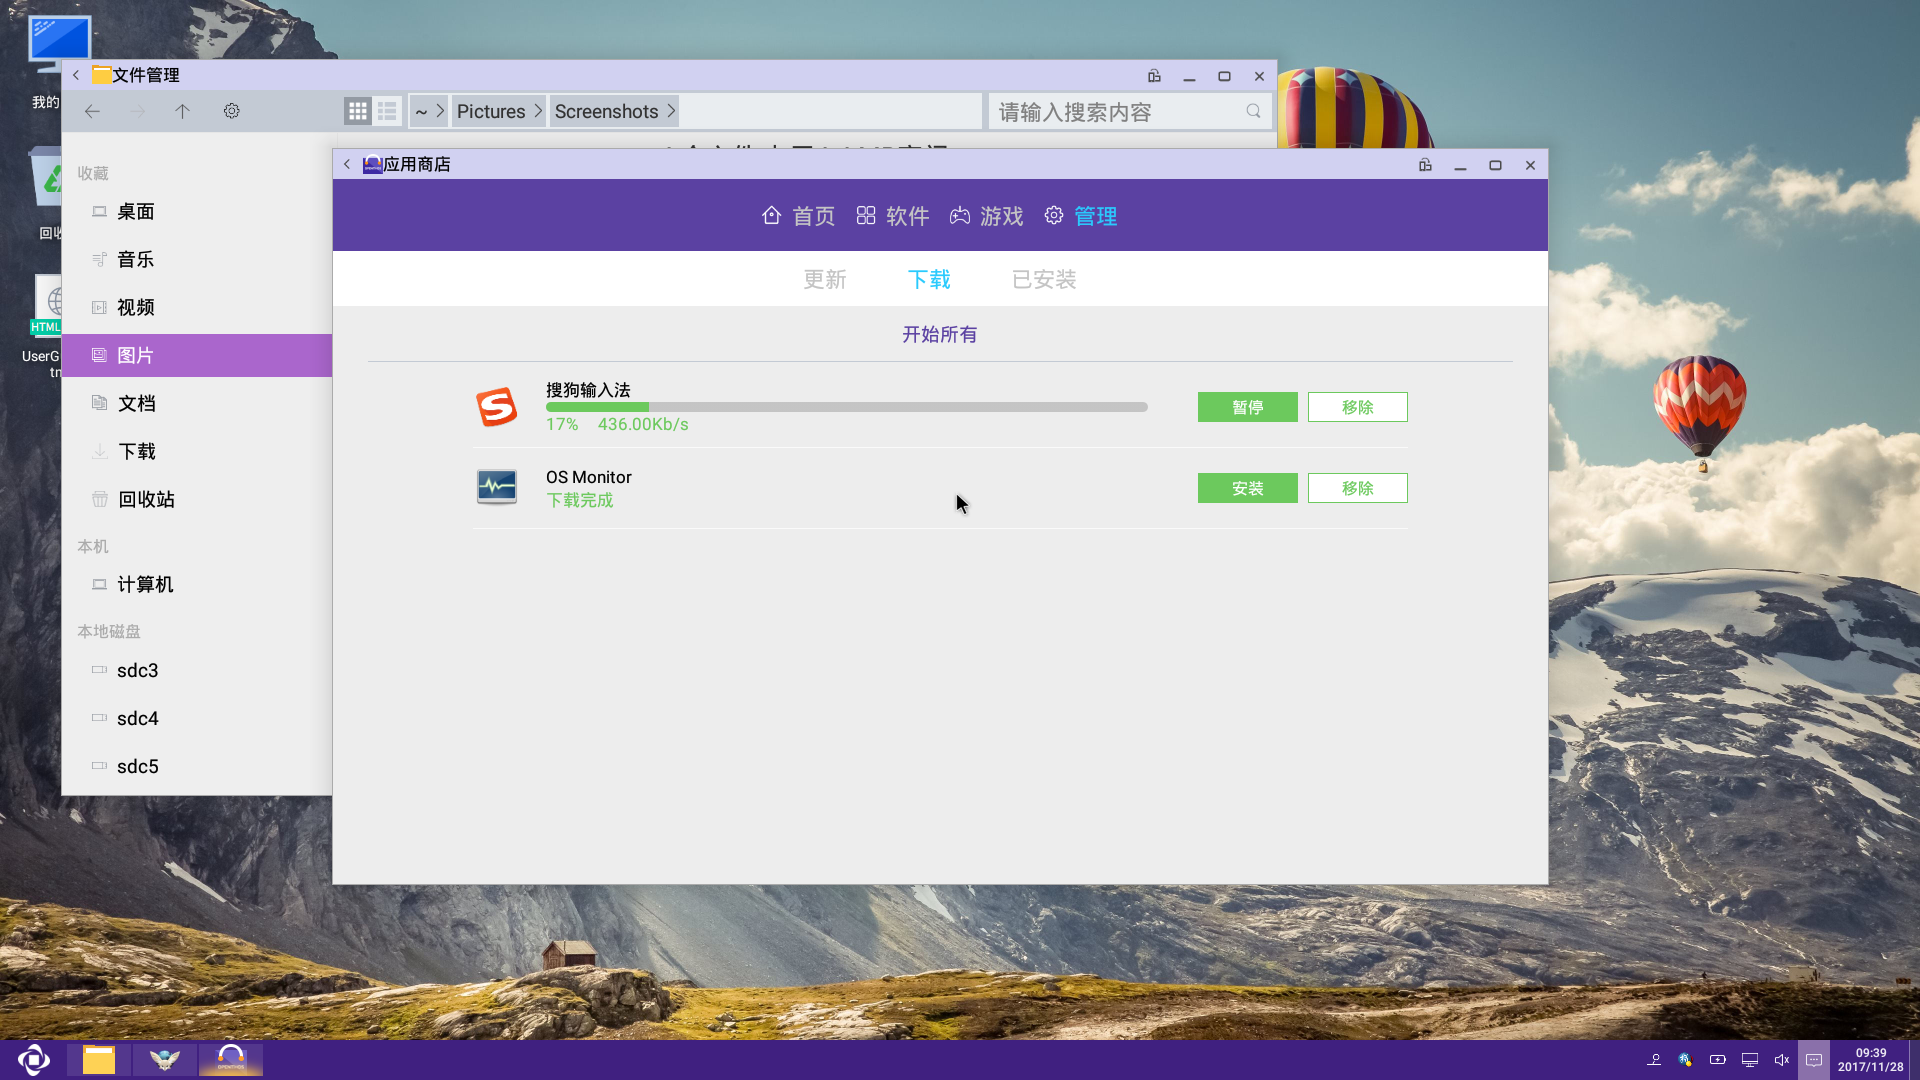 我的
回收
HTML
UserG
tm
文件管理
~ Pictures Screenshots
请输入搜索内容
收藏
桌面
音乐
视频
图片
文档
下载
回收站
本机
计算机
本地磁盘
sdc3
sdc4
sdc5
应用商店
首页 软件 游戏 管理
更新 下载 已安装
开始所有
搜狗输入法
17% 436.00Kb/s
暂停 移除
OS Monitor
下载完成
安装 移除
09:39
2017/11/28